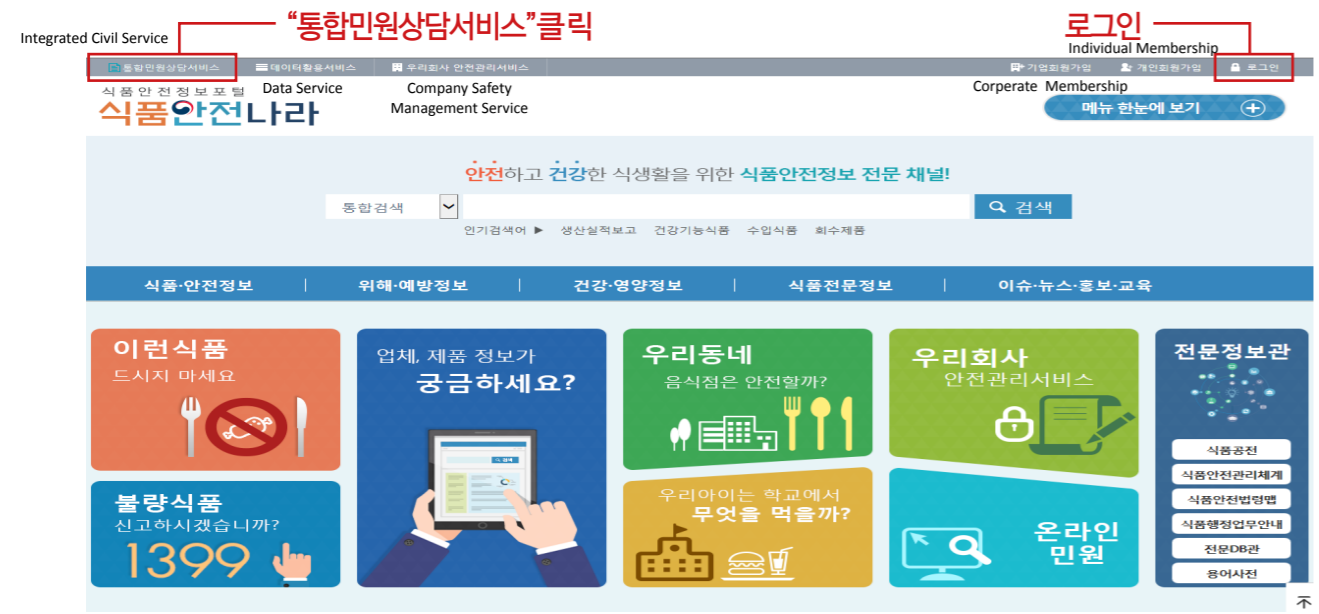 “통합민원상담서비스”클릭
로그인
Integrated Civil Service
Individual Membership
통합민원상담서비스 데이터활용서비스 우리회사 안전관리서비스 기업회원가입 개인회원가입 로그인
식품안전정보포털 Data Service Company Safety Management Service Corperate Membership
식품안전나라
메뉴 한눈에 보기
안전하고 건강한 식생활을 위한 식품안전정보 전문 채널!
통합검색 검색
인기검색어 ▶ 생산실적보고 건강기능식품 수입식품 회수제품
식품·안전정보 | 위해·예방정보 | 건강·영양정보 | 식품전문정보 | 이슈·뉴스·홍보·교육
이런식품
드시지 마세요
업체, 제품 정보가
궁금하세요?
검색
우리동네
음식점은 안전할까?
우리회사
안전관리서비스
전문정보관
불량식품
신고하시겠습니까?
1399
우리아이는 학교에서
무엇을 먹을까?
온라인
민원
식품공전
식품안전관리체계
식품안전법령맵
식품행정업무안내
전문DB관
용어사전